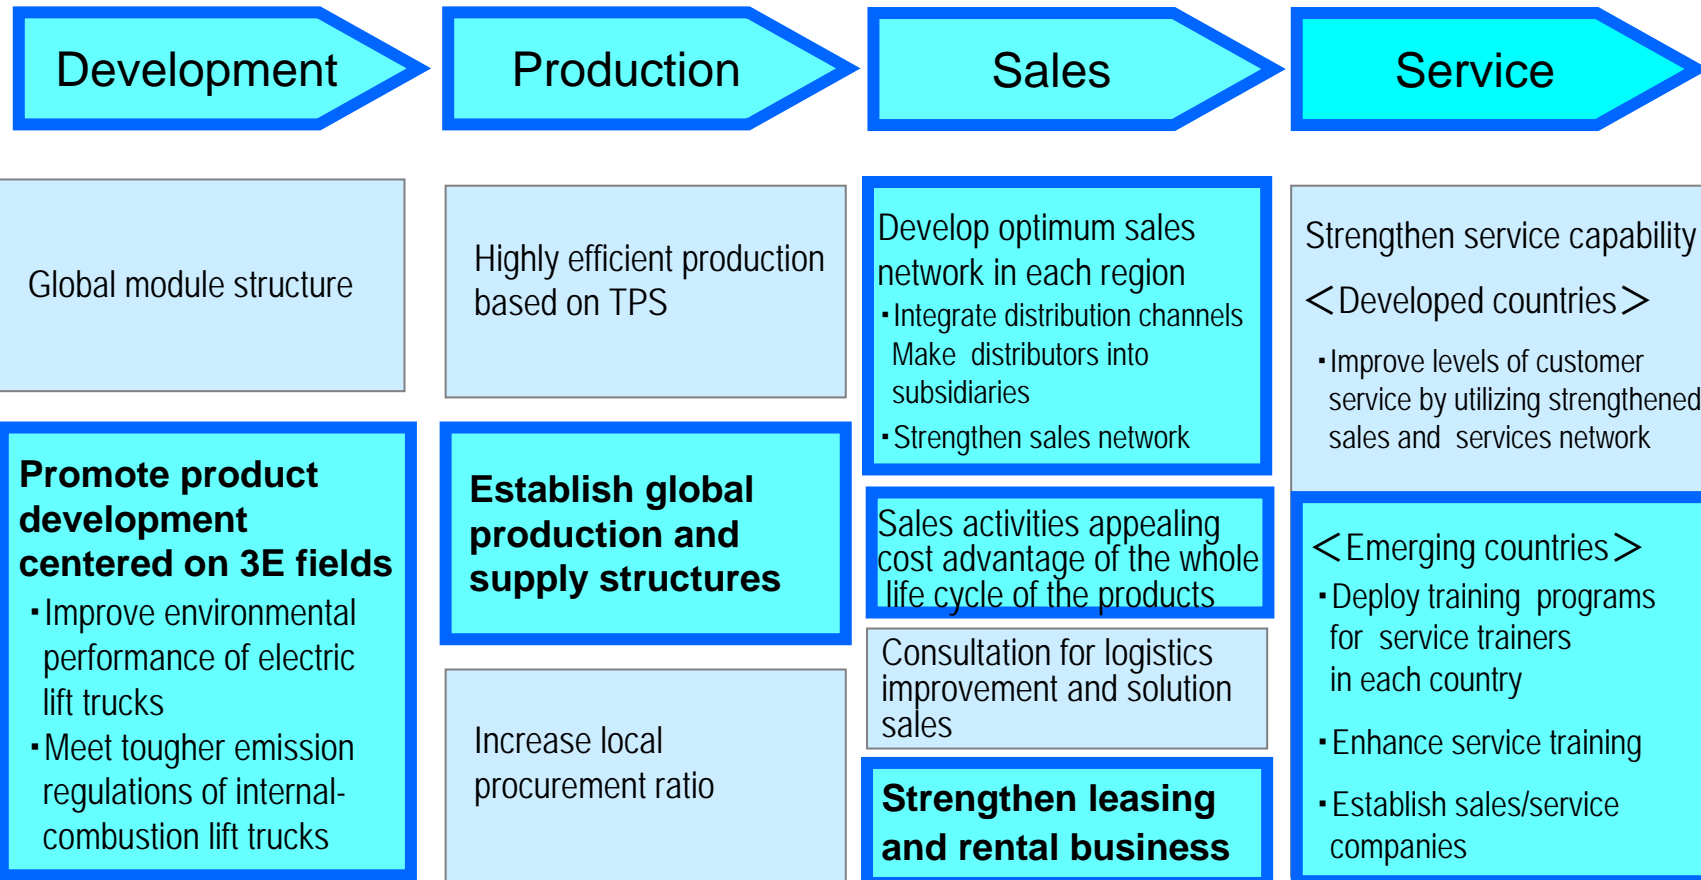 Development
Production
Sales
Service
Global module structure
Promote product
development
centered on 3E fields
・Improve environmental
performance of electric
lift trucks
・Meet tougher emission
regulations of internal-
combustion lift trucks
Highly efficient production
based on TPS
Establish global
production and
supply structures
Increase local
procurement ratio
Develop optimum sales
network in each region
・Integrate distribution channels
Make distributors into
subsidiaries
・Strengthen sales network
Sales activities appealing
cost advantage of the whole
life cycle of the products
Consultation for logistics
improvement and solution
sales
Strengthen leasing
and rental business
Strengthen service capability
＜Developed countries＞
・Improve levels of customer
service by utilizing strengthened
sales and services network
＜Emerging countries＞
・Deploy training programs
for service trainers
in each country
・Enhance service training
・Establish sales/service
companies